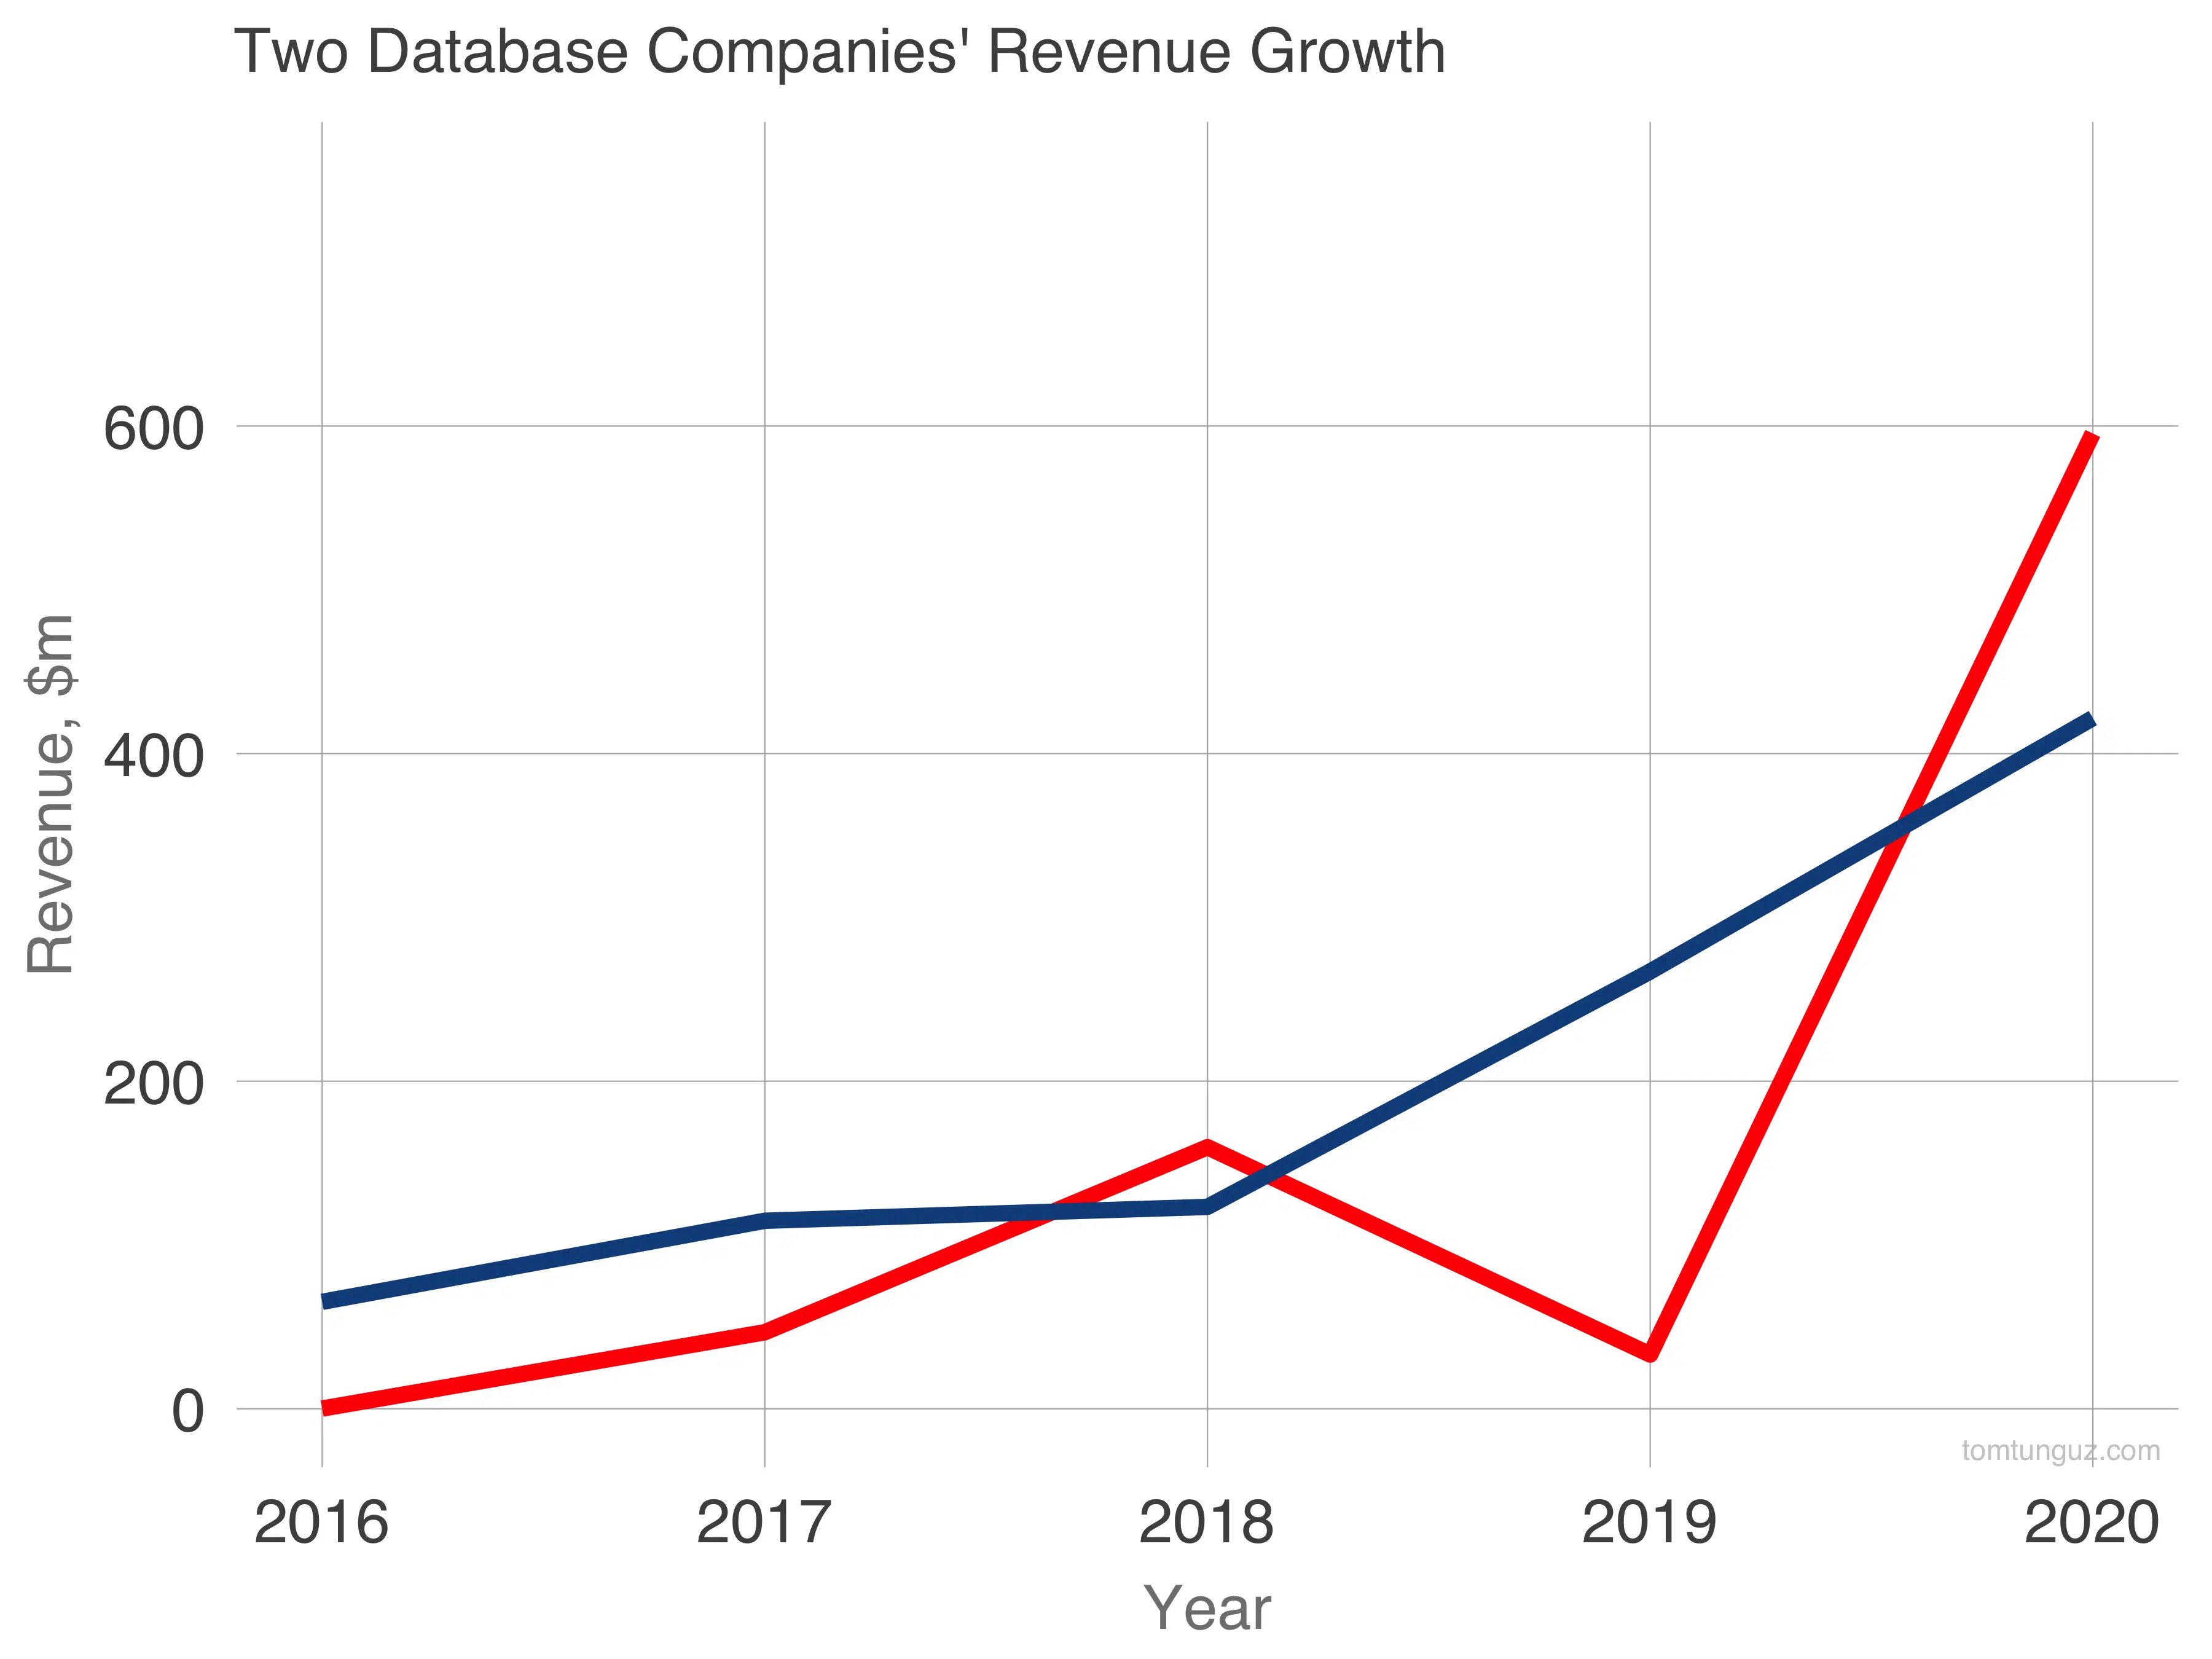 Two Database Companies' Revenue Growth
Revenue, $m
600
400
200
0
tomtunguz.com
2016 2017 2018 2019 2020
Year